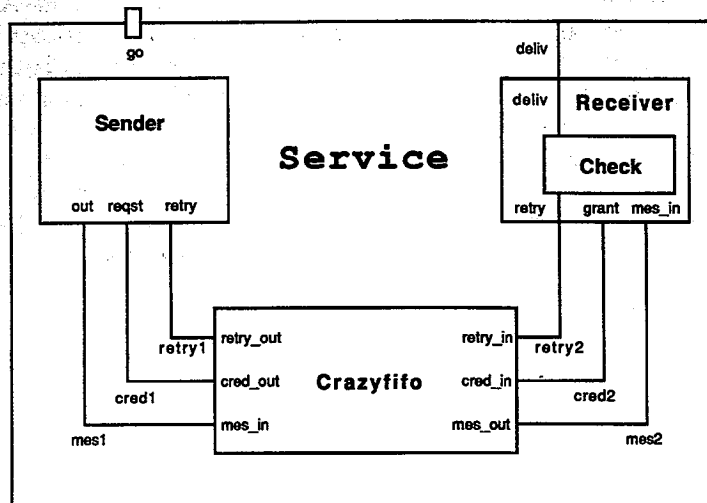 go
deliv
deliv Receiver
Sender
Service
Check
out reqst retry
retry grant mes_in
retry1 retry_out retry_in retry2
cred1 cred_out Crazyfifo cred_in cred2
mes1 mes_in mes_out mes2